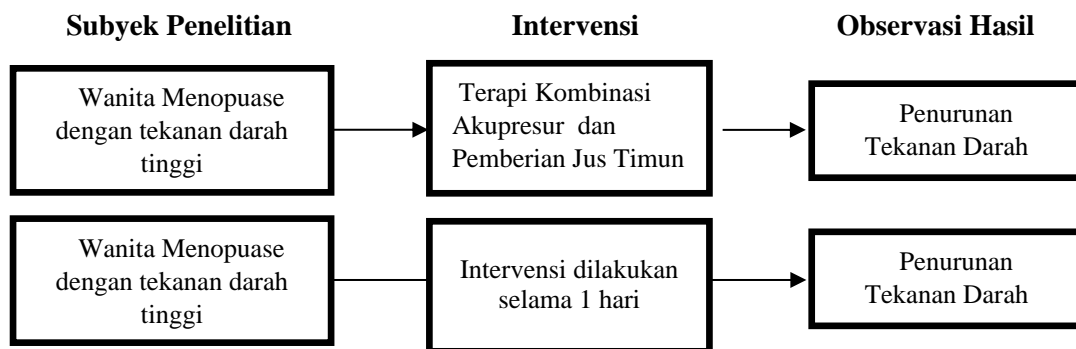 Subyek Penelitian
Intervensi
Observasi Hasil
Wanita Menopuase
dengan tekanan darah
tinggi
Terapi Kombinasi
Akupresur dan
Pemberian Jus Timun
Penurunan
Tekanan Darah
Wanita Menopuase
dengan tekanan darah
tinggi
Intervensi dilakukan
selama 1 hari
Penurunan
Tekanan Darah